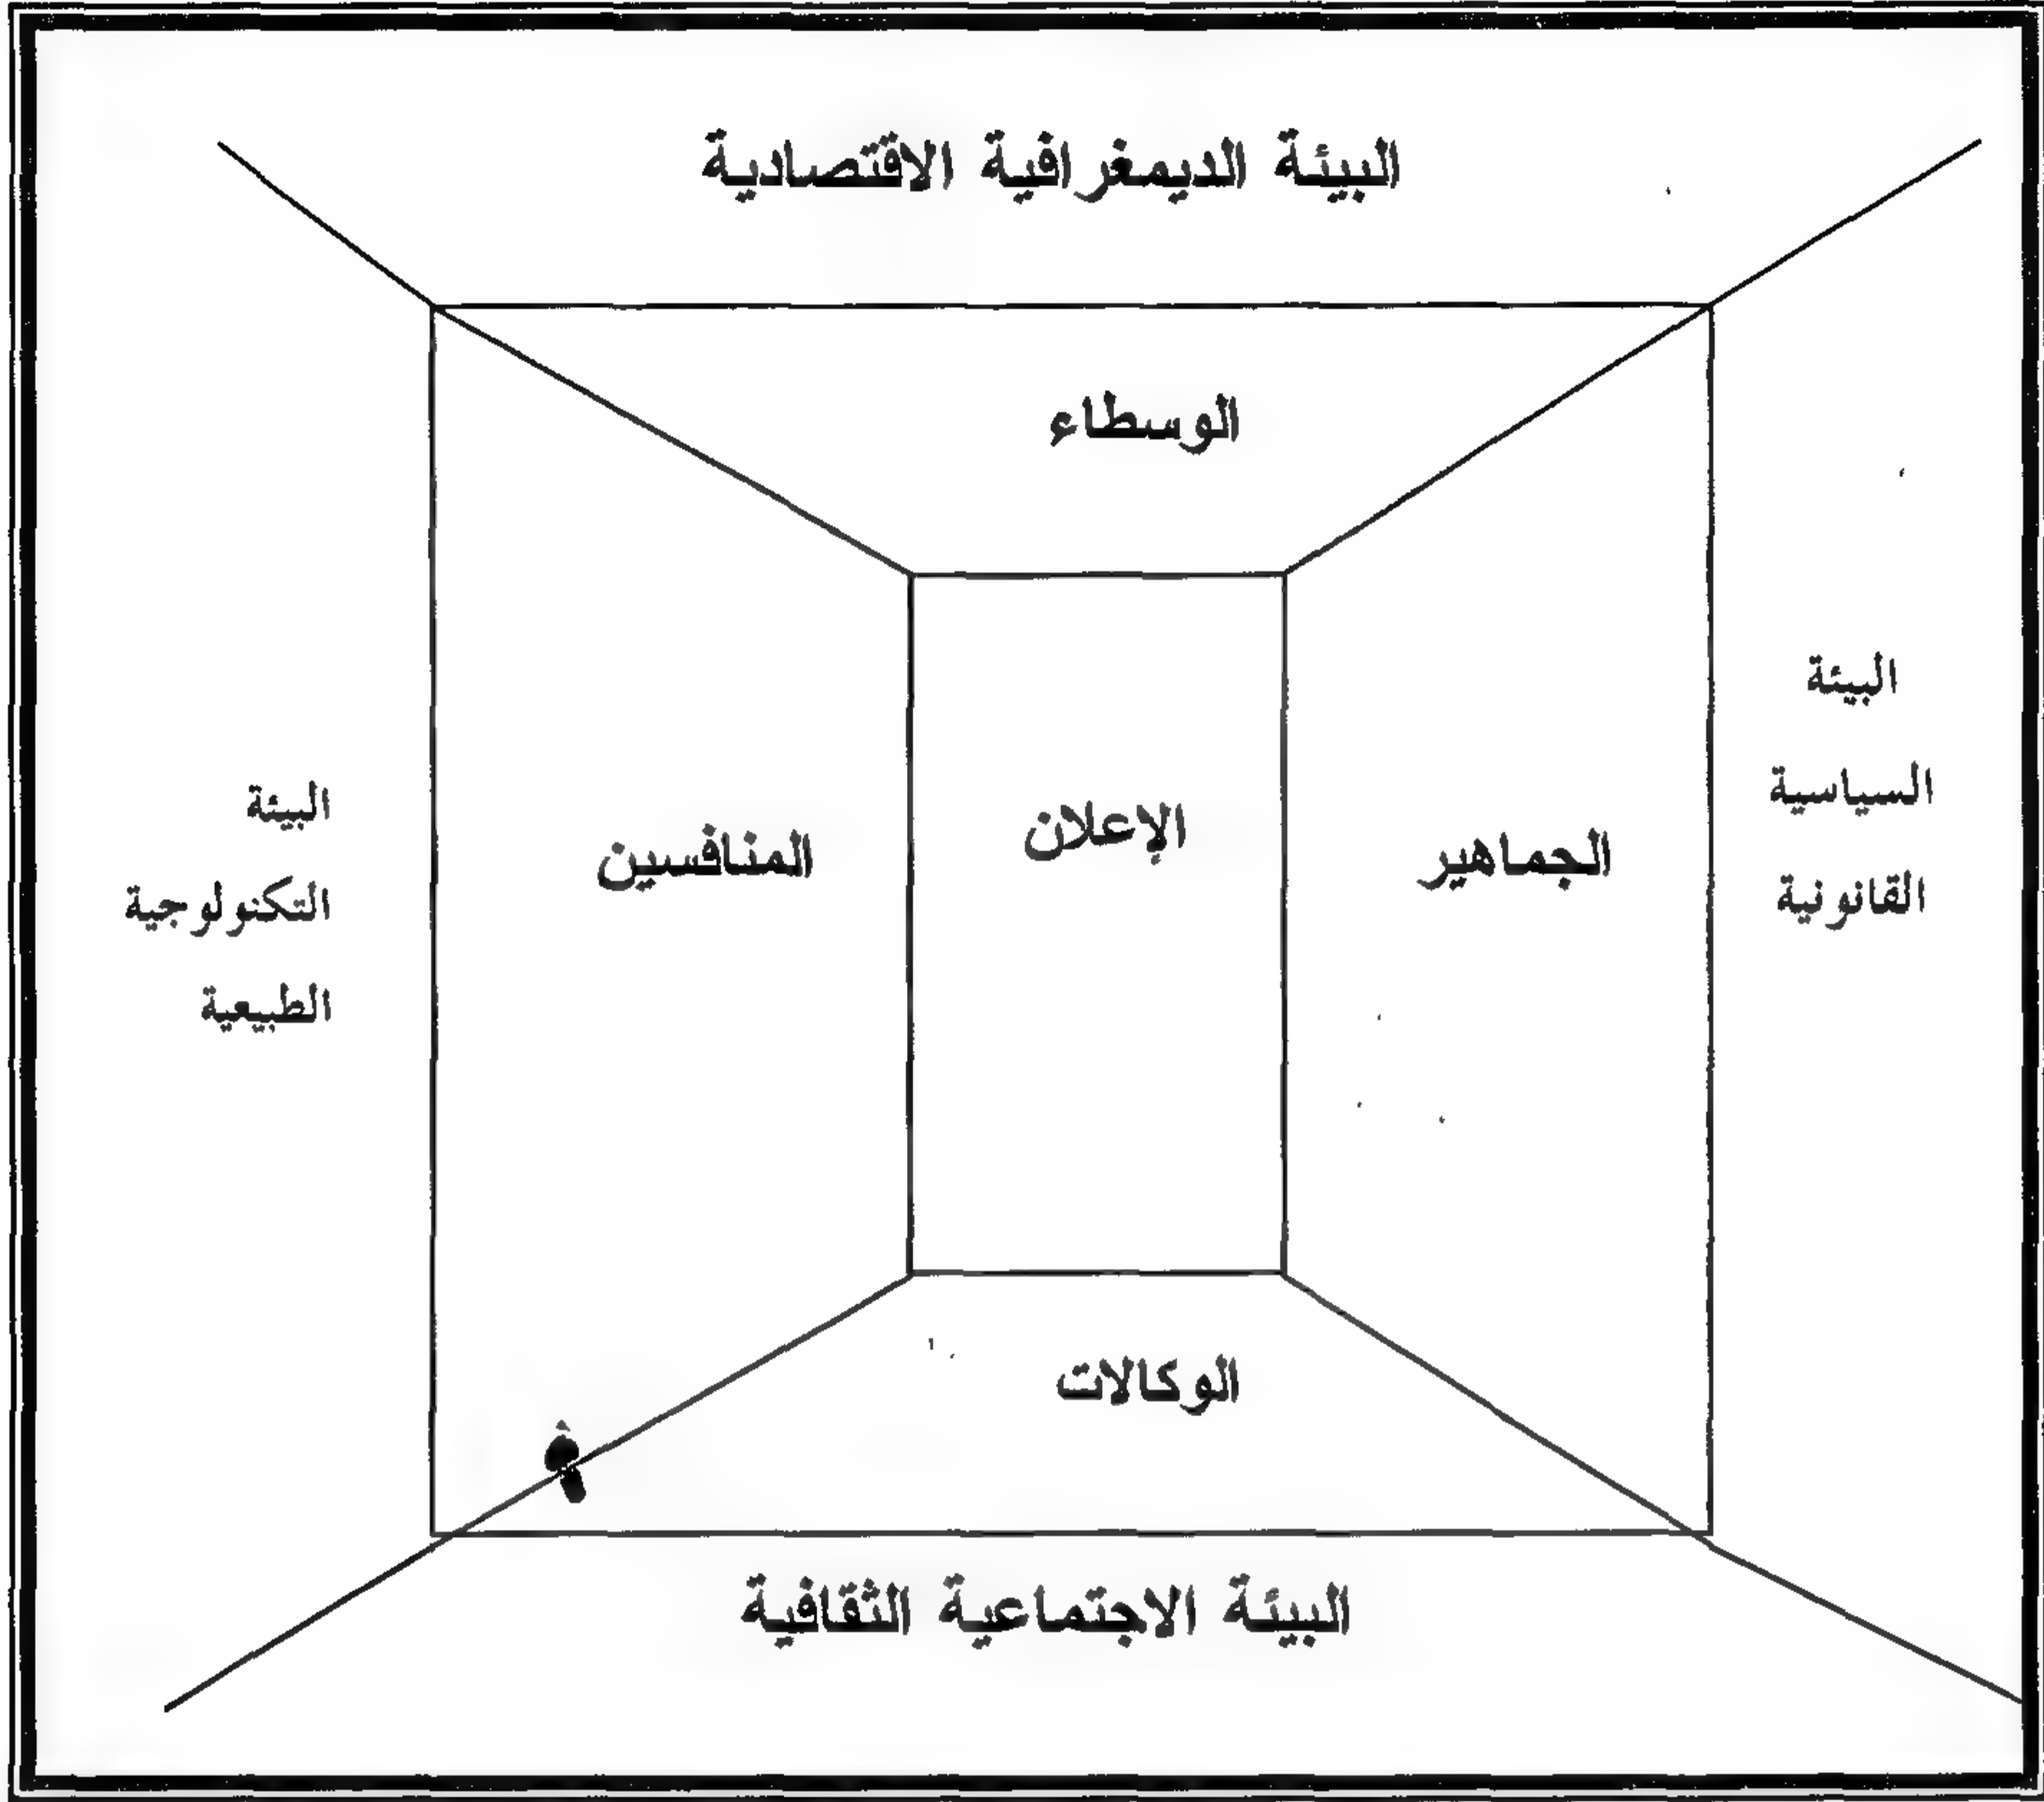 البيئة الديمغرافية الاقتصادية
الوسطاء
البيئة
السياسية
القانونية
الجماهير
الإعلان
المنافسين
البيئة
التكنولوجية
الطبيعية
الوكالات
البيئة الاجتماعية الثقافية